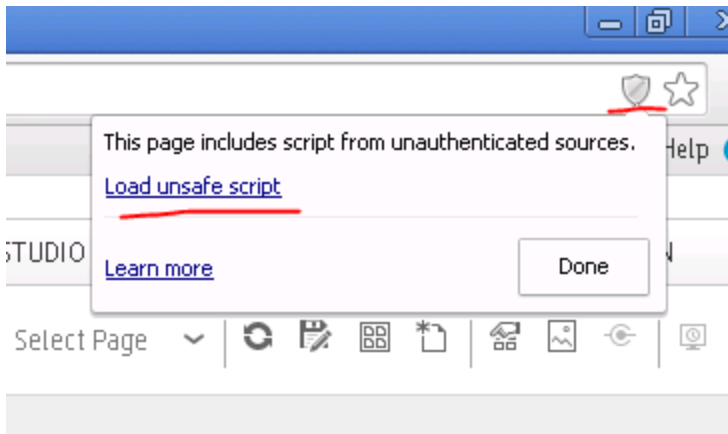 This page includes script from unauthenticated sources.
Help
Load unsafe script
STUDIO
Learn more
Done
Select Page